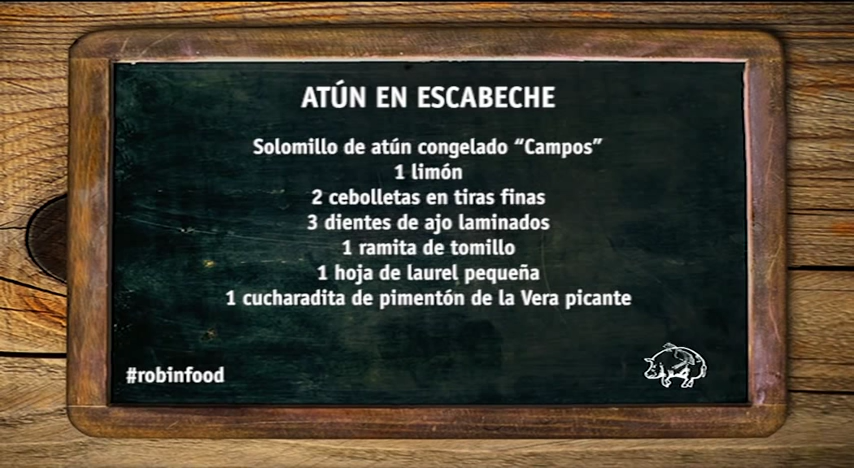 ATÚN EN ESCABECHE
Solomillo de atún congelado “Campos”
1 limón
2 cebolletas en tiras finas
3 dientes de ajo laminados
1 ramita de tomillo
1 hoja de laurel pequeña
1 cucharadita de pimentón de la Vera picante
#robinfood